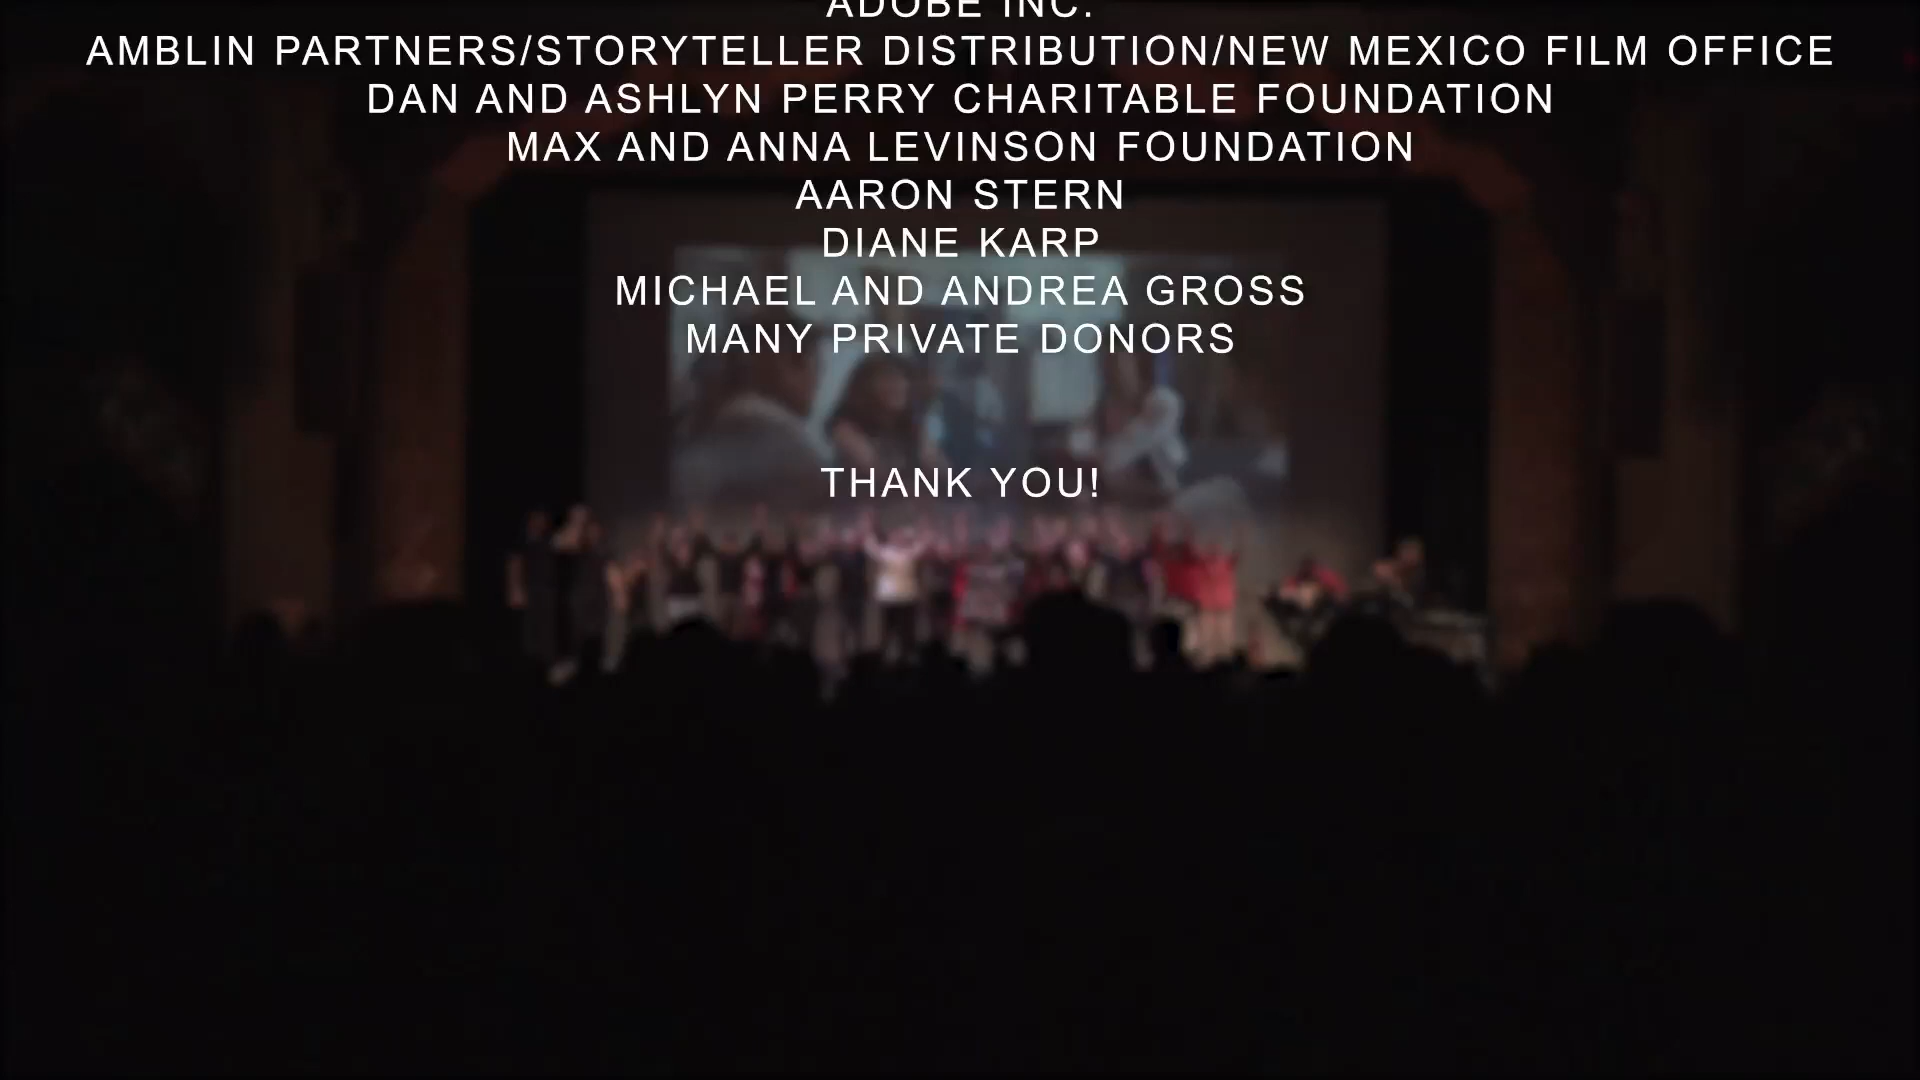 ADOBE INC.
AMBLIN PARTNERS/STORYTELLER DISTRIBUTION/NEW MEXICO FILM OFFICE
DAN AND ASHLYN PERRY CHARITABLE FOUNDATION
MAX AND ANNA LEVINSON FOUNDATION
AARON STERN
DIANE KARP
MICHAEL AND ANDREA GROSS
MANY PRIVATE DONORS
THANK YOU!